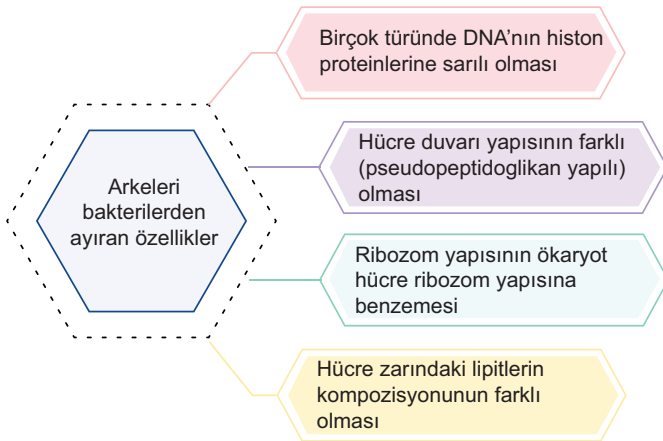 Arkeleri
bakterilerden
ayıran özellikler
Birçok türünde DNA’nın histon
proteinlerine sarılı olması
Hücre duvarı yapısının farklı
(pseudopeptidoglikan yapılı)
olması
Ribozom yapısının ökaryot
hücre ribozom yapısına
benzemesi
Hücre zarındaki lipitlerin
kompozisyonunun farklı
olması